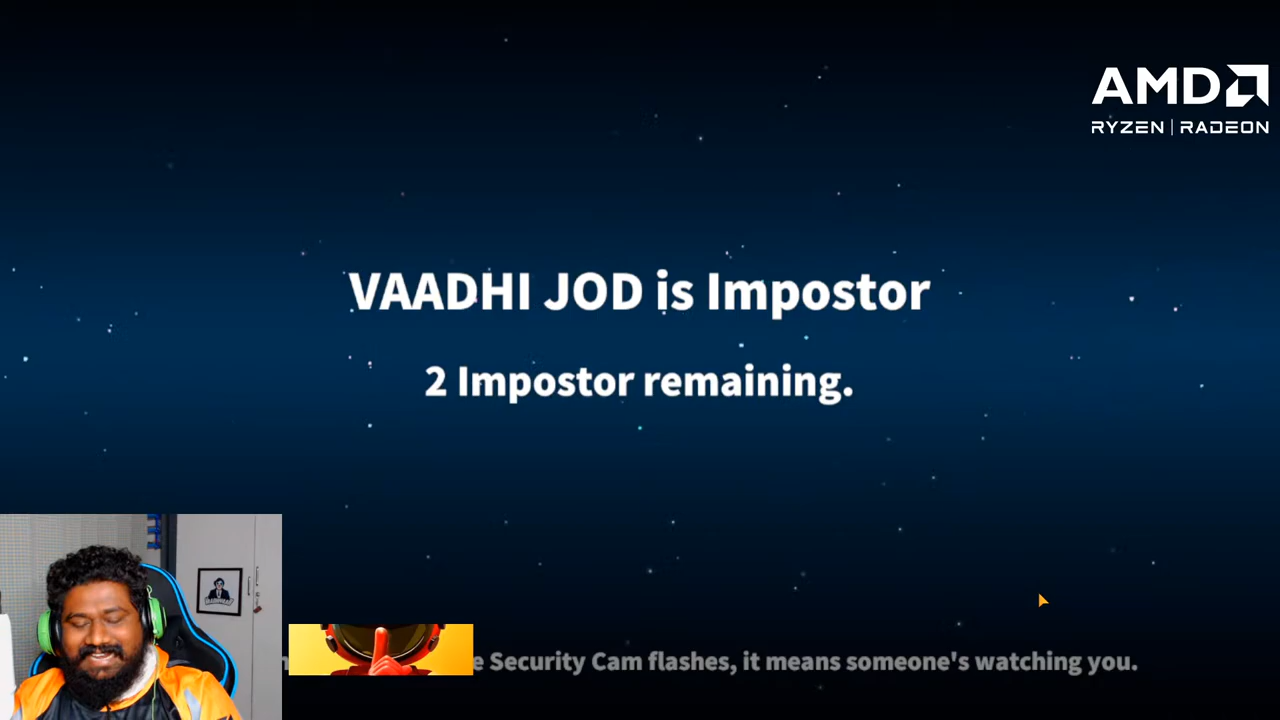 AMD
RYZEN | RADEON
VAADHI JOD is Impostor
2 Impostor remaining.
Security Cam flashes, it means someone's watching you.